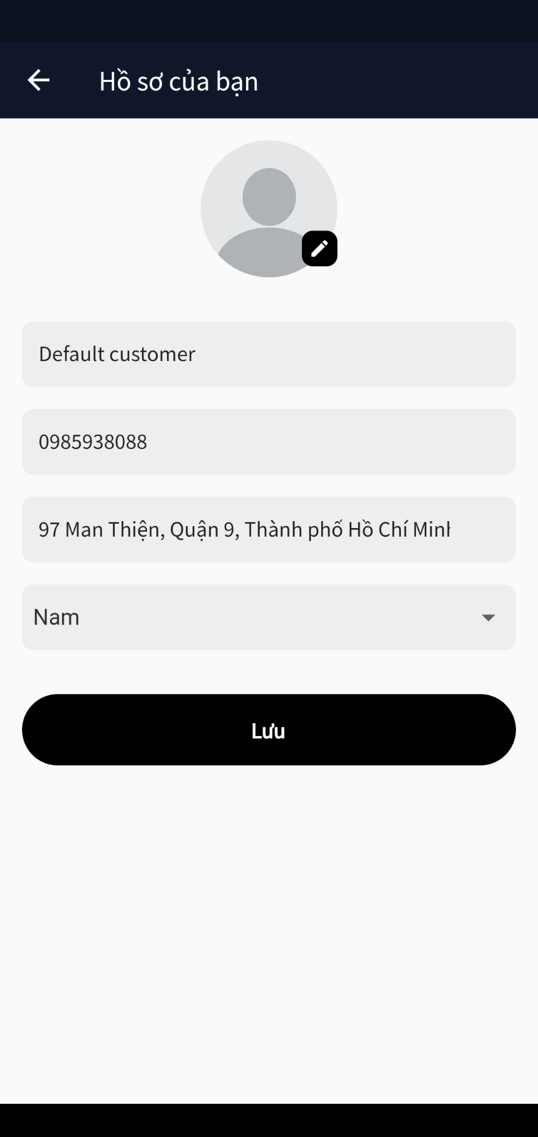 Hồ sơ của bạn
Default customer
0985938088
97 Man Thiện, Quận 9, Thành phố Hồ Chí Minh
Nam
Lưu